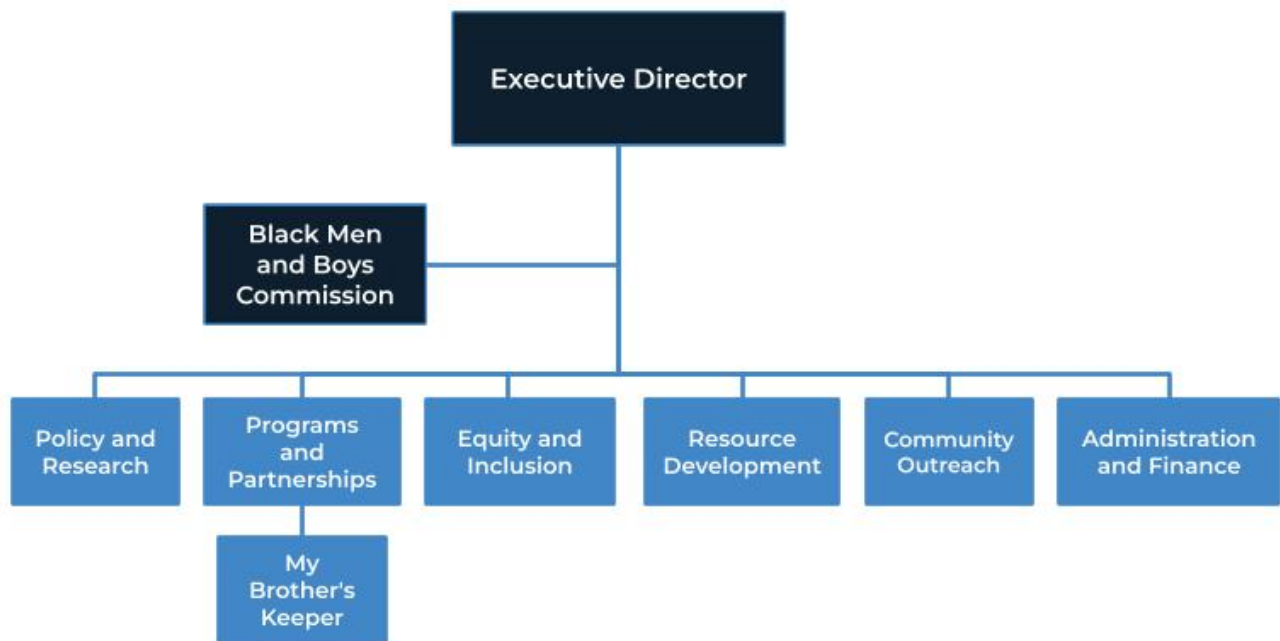 Executive Director
Black Men
and Boys
Commission
Policy and
Research
Programs
and
Partnerships
Equity and
Inclusion
Resource
Development
Community
Outreach
Administration
and Finance
My
Brother's
Keeper